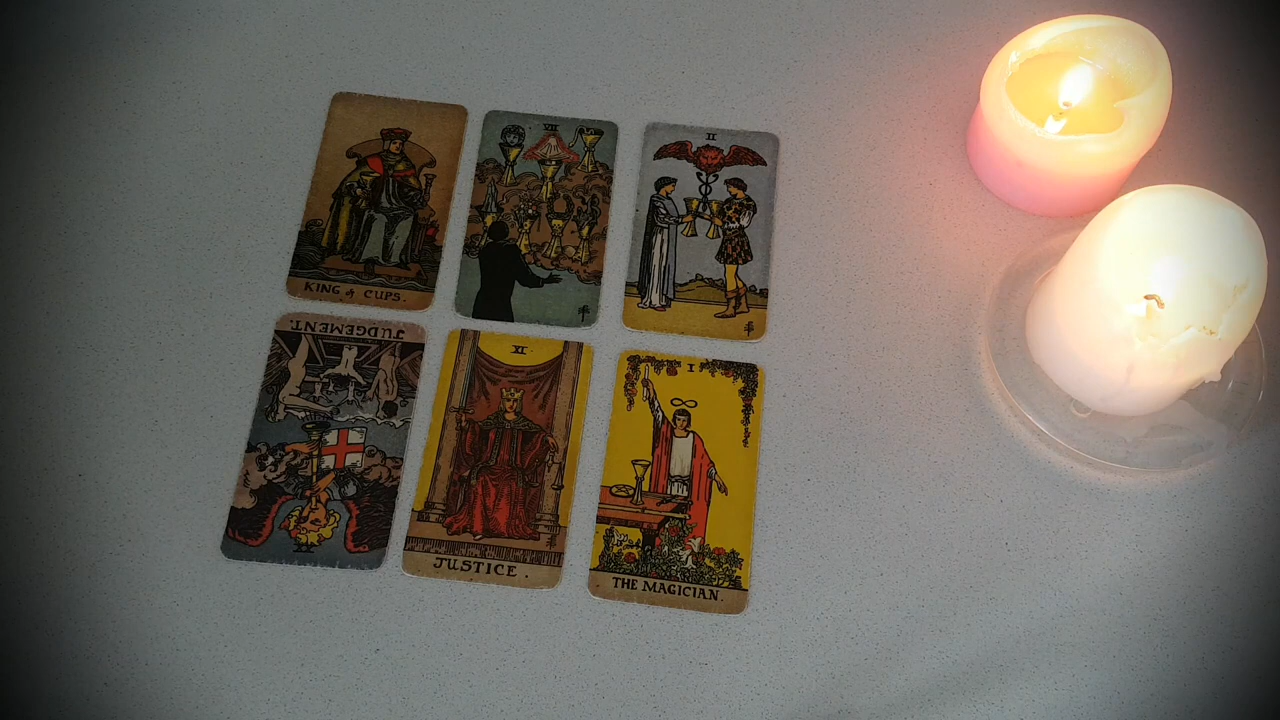 KING of CUPS.
VII
II
JUDGEMENT.
XI
JUSTICE.
I
THE MAGICIAN.